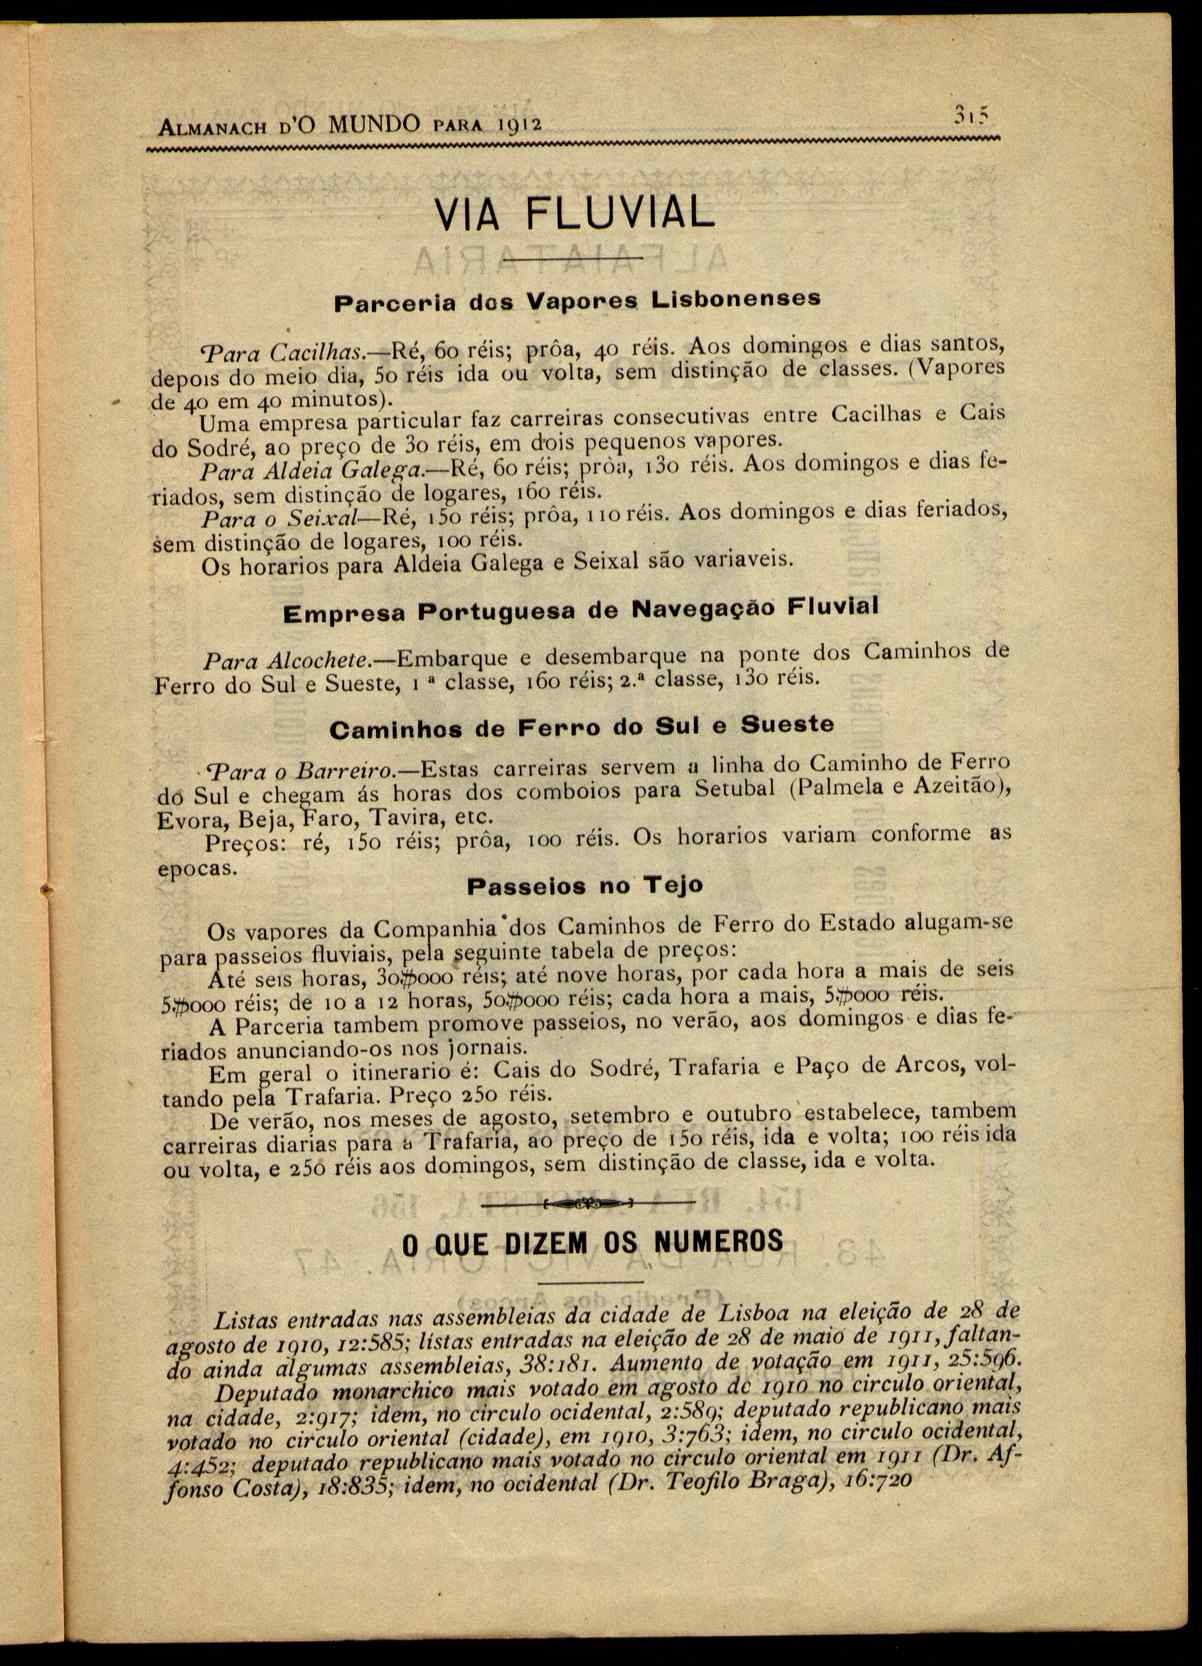 ALMANACH D'O MUNDO PARA 1912
315
VIA FLUVIAL
Parceria dos Vapores Lisbonenses
Para Cacilhas.—Ré, 60 réis; prôa, 40 réis. Aos domingos e dias santos,
depois do meio dia, 50 réis ida ou volta, sem distinção de classes. (Vapores
de 40 em 40 minutos).
Uma empresa particular faz carreiras consecutivas entre Cacilhas e Cais
do Sodré, ao preço de 30 réis, em dois pequenos vapores.
Para Aldeia Galega.—Ré, 60 réis; prôa, 130 réis. Aos domingos e dias fe-
riados, sem distinção de logares, 160 réis.
Para o Seixal—Ré, 150 réis; prôa, 110 réis. Aos domingos e dias feriados,
sem distinção de logares, 100 réis.
Os horarios para Aldeia Galega e Seixal são variaveis.
Empresa Portuguesa de Navegação Fluvial
Para Alcochete.—Embarque e desembarque na ponte dos Caminhos de
Ferro do Sul e Sueste, 1ª classe, 160 réis; 2.ª classe, 130 réis.
Caminhos de Ferro do Sul e Sueste
Para o Barreiro.—Estas carreiras servem a linha do Caminho de Ferro
do Sul e chegam ás horas dos comboios para Setubal (Palmela e Azeitão),
Evora, Beja, Faro, Tavira, etc.
Preços: ré, 150 réis; prôa, 100 réis. Os horarios variam conforme as
epocas.
Passeios no Tejo
Os vapores da Companhia dos Caminhos de Ferro do Estado alugam-se
para passeios fluviais, pela seguinte tabela de preços:
Até seis horas, 30$000 réis; até nove horas, por cada hora a mais de seis
5$000 réis; de 10 a 12 horas, 50$000 réis; cada hora a mais, 5$000 réis.
A Parceria tambem promove passeios, no verão, aos domingos e dias fe-
riados anunciando-os nos jornais.
Em geral o itinerario é: Cais do Sodré, Trafaria e Paço de Arcos, vol-
tando pela Trafaria. Preço 250 réis.
De verão, nos meses de agosto, setembro e outubro estabelece, tambem
carreiras diarias para a Trafaria, ao preço de 150 réis, ida e volta; 100 réis ida
ou volta, e 250 réis aos domingos, sem distinção de classe, ida e volta.
O QUE DIZEM OS NUMEROS
Listas entradas nas assembleias da cidade de Lisboa na eleição de 28 de
agosto de 1910, 12:585; listas entradas na eleição de 28 de maio de 1911, faltan-
do ainda algumas assembleias, 38:181. Aumento de votação em 1911, 25:596.
Deputado monarchico mais votado em agosto de 1910 no circulo oriental,
na cidade, 2:917; idem, no circulo ocidental, 2:589; deputado republicano mais
votado no circulo oriental (cidade), em 1910, 3:763; idem, no circulo ocidental,
4:452; deputado republicano mais votado no circulo oriental em 1911 (Dr. Af-
fonso Costa), 18:835; idem, no ocidental (Dr. Teofilo Braga), 16:720